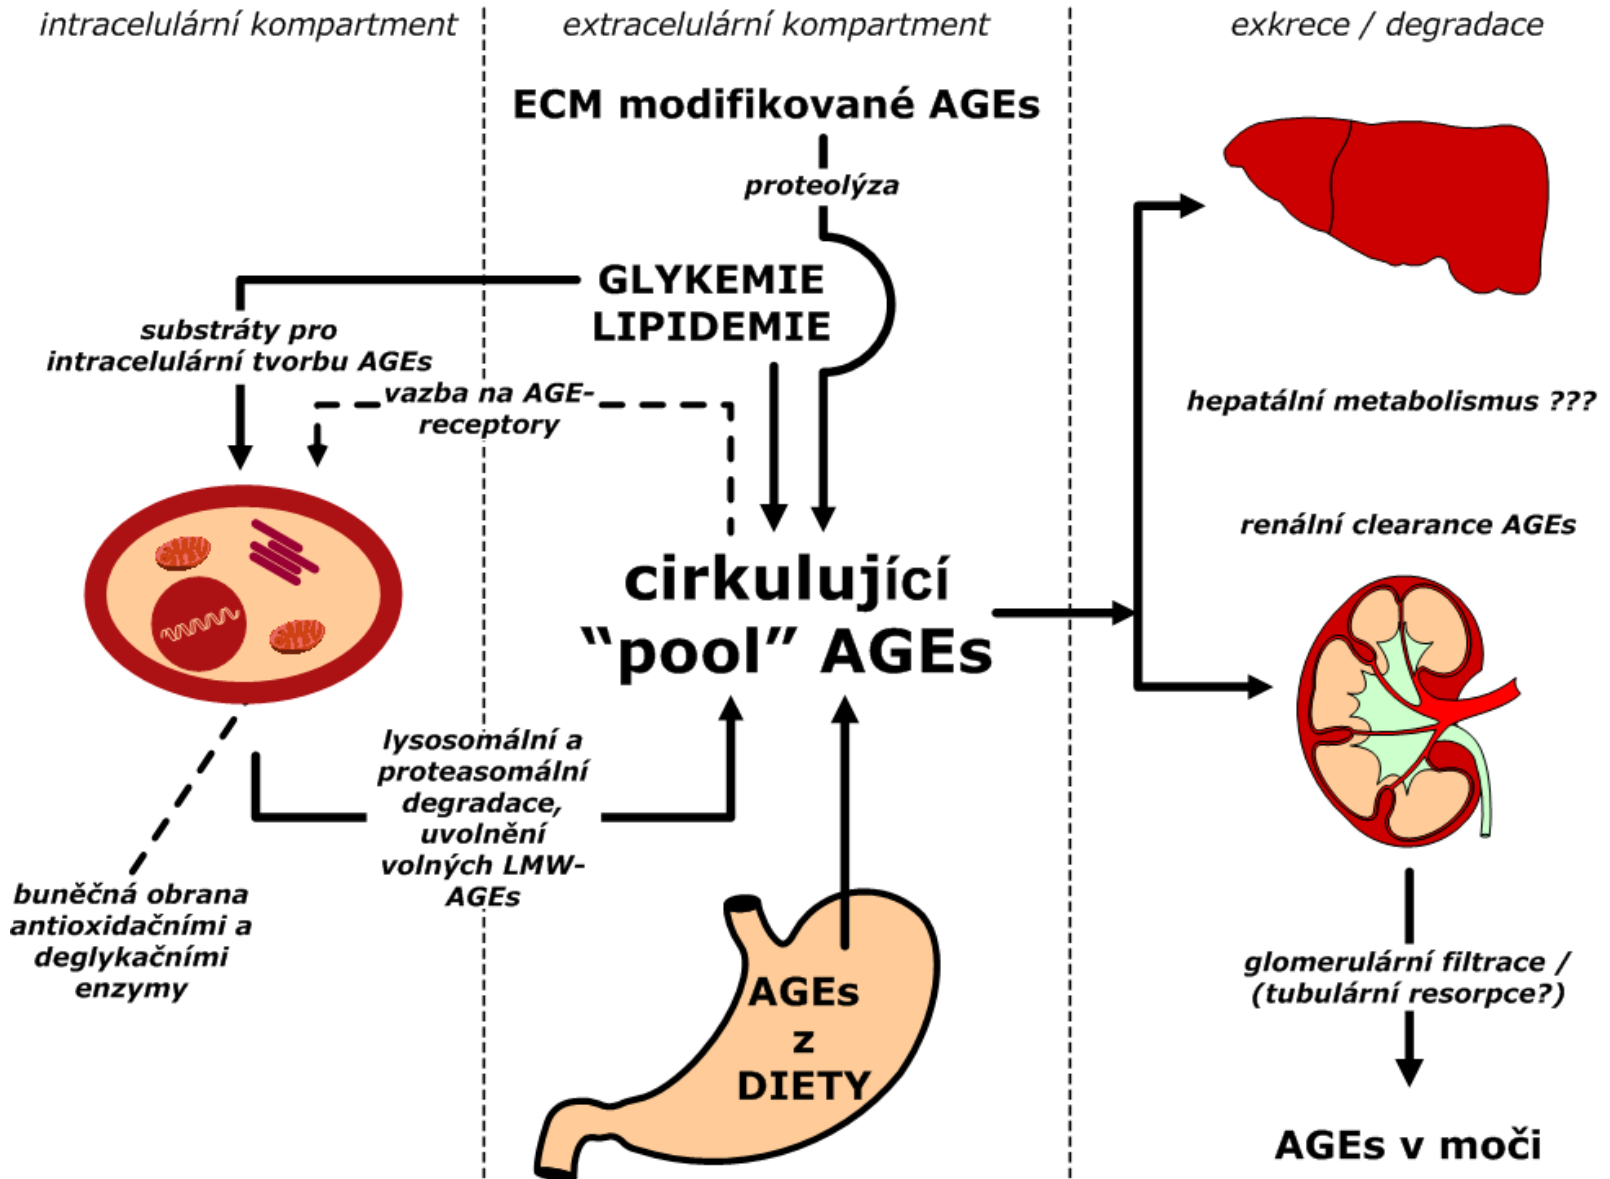 intracelulární kompartment
extracelulární kompartment
exkrece / degradace
ECM modifikované AGEs
proteolýza
GLYKEMIE
LIPIDEMIE
substráty pro
intracelulární tvorbu AGEs
vazba na AGE-
receptory
hepatální metabolismus ???
renální clearance AGEs
cirkulující
“pool” AGEs
lysosomální a
proteasomální
degradace,
uvolnění
volných LMW-
AGEs
buněčná obrana
antioxidačními a
deglykačními
enzymy
AGEs
z
DIETY
glomerulární filtrace /
(tubulární resorpce?)
AGEs v moči